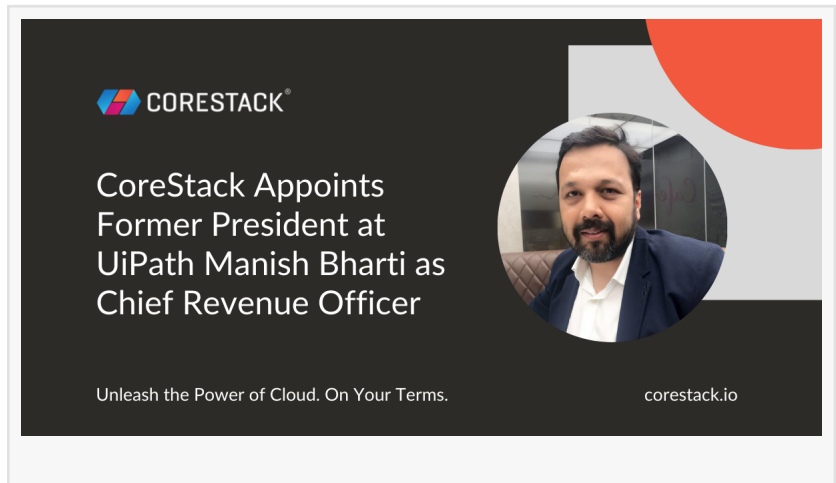 CORESTACK®
CoreStack Appoints
Former President at
UiPath Manish Bharti as
Chief Revenue Officer
Unleash the Power of Cloud. On Your Terms.
corestack.io